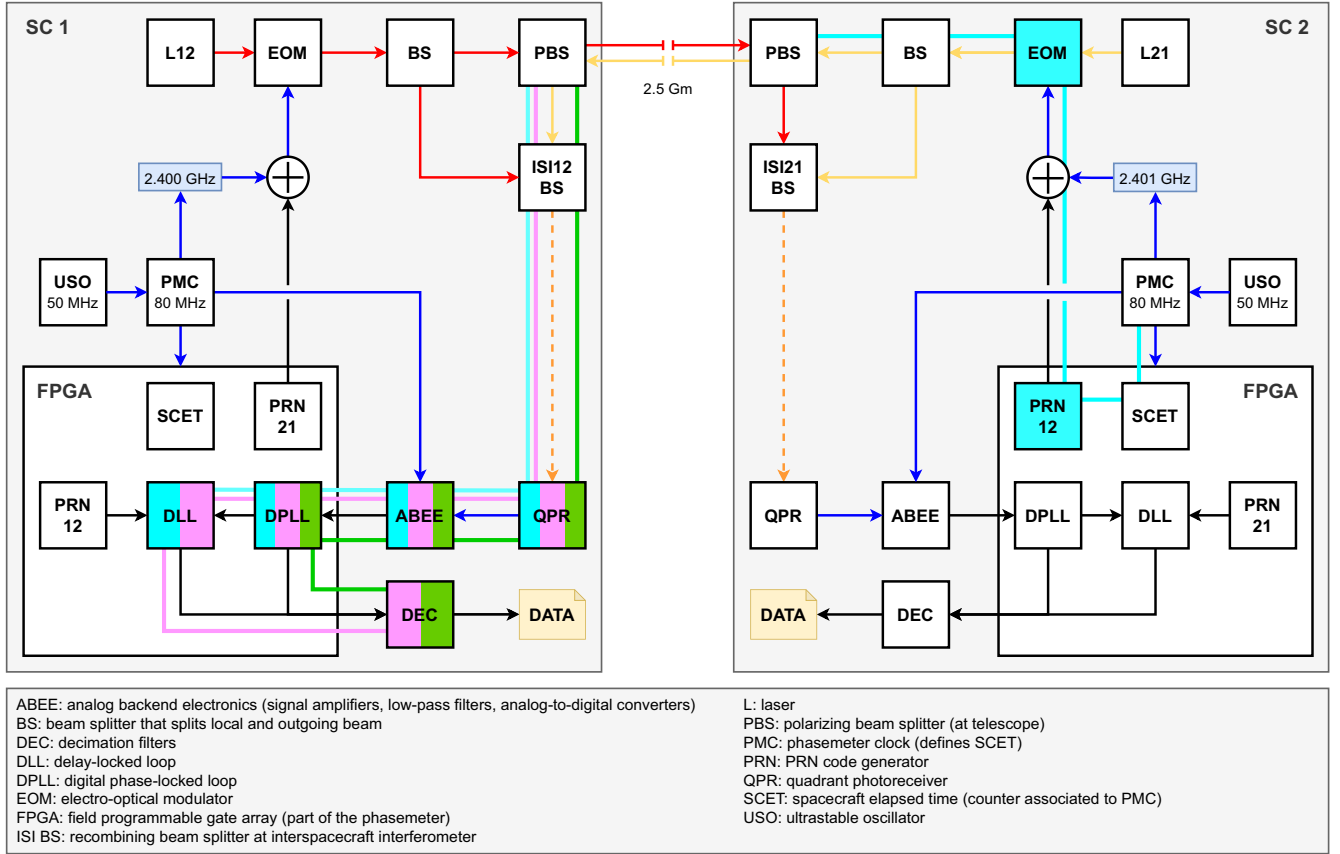 SC 1
SC 2
L12
EOM
BS
PBS
PBS
BS
EOM
L21
2.5 Gm
ISI12
BS
ISI21
BS
2.400 GHz
2.401 GHz
USO
50 MHz
PMC
80 MHz
PMC
80 MHz
USO
50 MHz
FPGA
SCET
PRN
21
PRN
12
SCET
FPGA
PRN
12
DLL
DPLL
ABEE
QPR
QPR
ABEE
DPLL
DLL
PRN
21
DEC
DATA
DATA
DEC
ABEE: analog backend electronics (signal amplifiers, low-pass filters, analog-to-digital converters)
BS: beam splitter that splits local and outgoing beam
DEC: decimation filters
DLL: delay-locked loop
DPLL: digital phase-locked loop
EOM: electro-optical modulator
FPGA: field programmable gate array (part of the phasemeter)
ISI BS: recombining beam splitter at interspacecraft interferometer
L: laser
PBS: polarizing beam splitter (at telescope)
PMC: phasemeter clock (defines SCET)
PRN: PRN code generator
QPR: quadrant photoreceiver
SCET: spacecraft elapsed time (counter associated to PMC)
USO: ultrastable oscillator